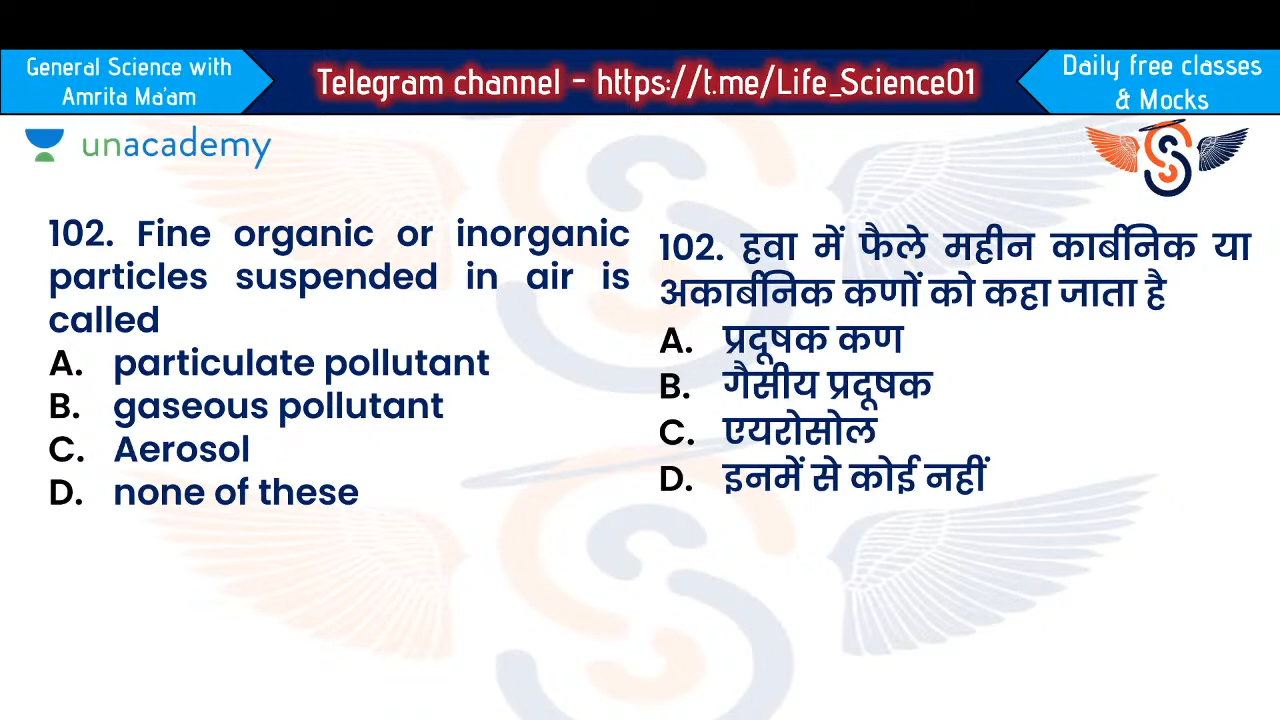 General Science with
Amrita Ma'am
Telegram channel - https://t.me/Life_Science01
Daily free classes
& Mocks
unacademy
102. Fine organic or inorganic
particles suspended in air is
called
A. particulate pollutant
B. gaseous pollutant
C. Aerosol
D. none of these
102. हवा में फैले महीन कार्बनिक या
अकार्बनिक कणों को कहा जाता है
A. प्रदूषक कण
B. गैसीय प्रदूषक
C. एयरोसोल
D. इनमें से कोई नहीं